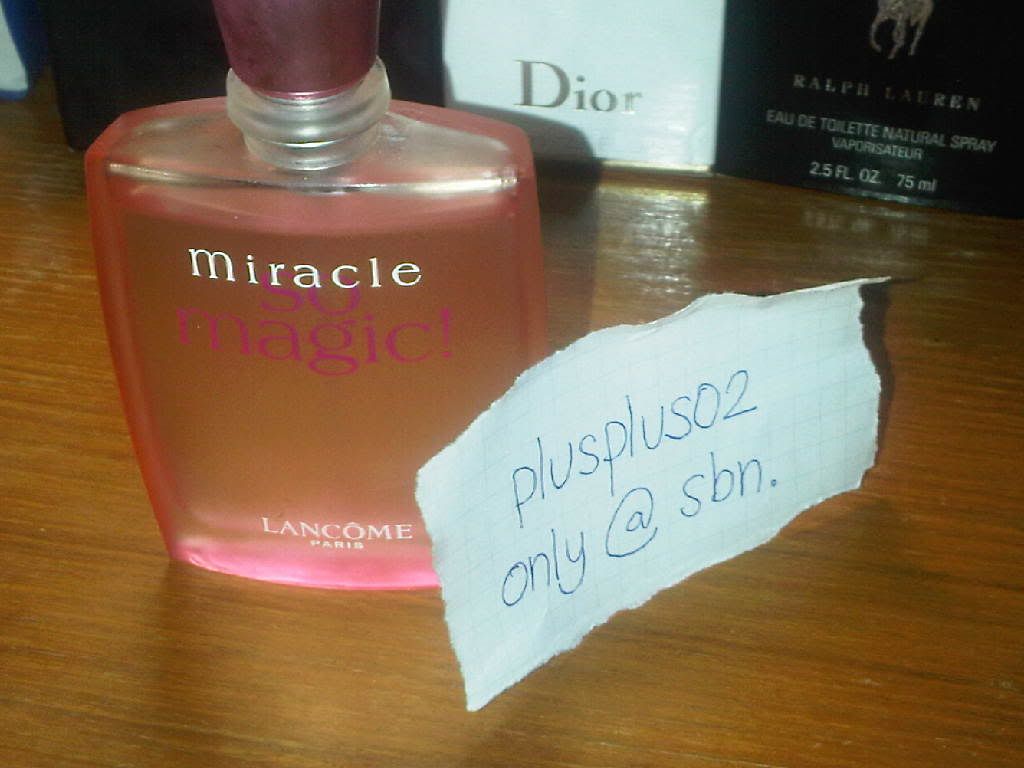 Dior
RALPH LAUREN
EAU DE TOILETTE NATURAL SPRAY
VAPORISATEUR
2.5 FL. OZ 75 ml
miracle
so
magic!
LANCÔME
PARIS
plusplus02
only @ sbn.